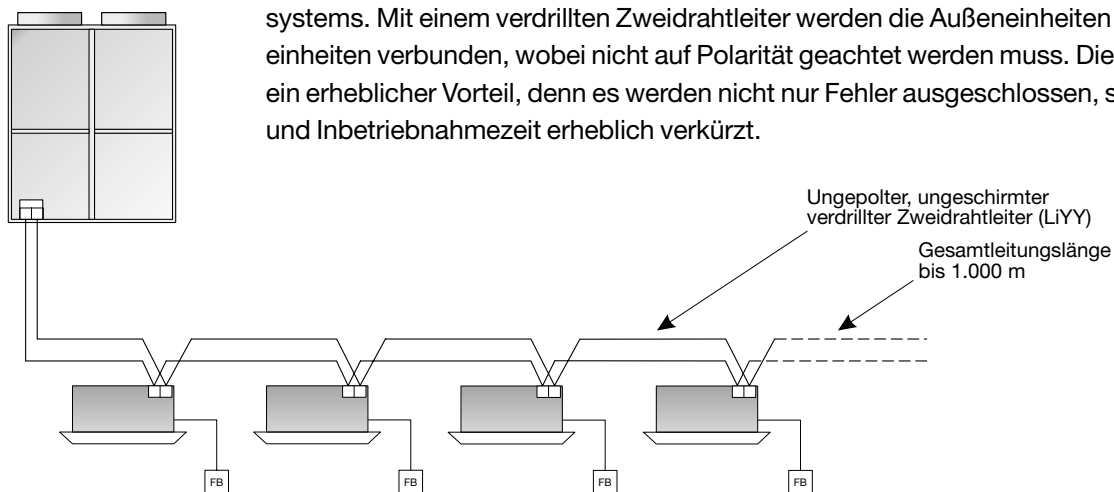 systems. Mit einem verdrillten Zweidrahtleiter werden die Außeneinheiten
einheiten verbunden, wobei nicht auf Polarität geachtet werden muss. Die
ein erheblicher Vorteil, denn es werden nicht nur Fehler ausgeschlossen, s
und Inbetriebnahmezeit erheblich verkürzt.
Ungepolter, ungeschirmter
verdrillter Zweidrahtleiter (LiYY)
Gesamtleitungslänge
bis 1.000 m
FB FB FB FB